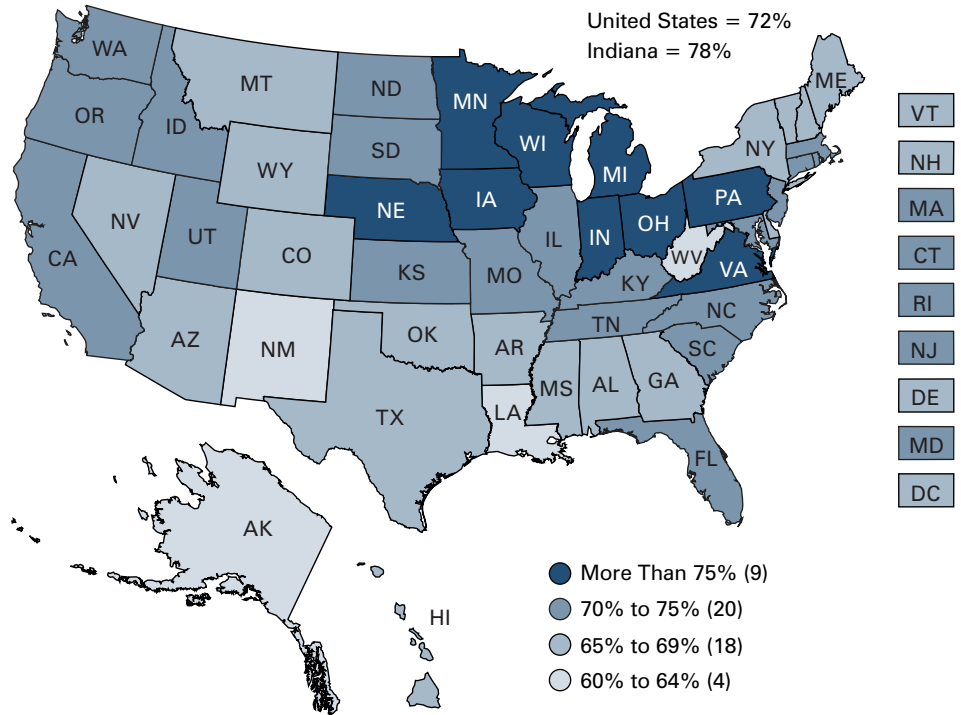 United States = 72%
Indiana = 78%
WA
MT
ND
MN
ME
OR
ID
SD
WI
NY
VT
WY
MI
NH
NE
IA
PA
MA
NV
UT
CO
IL
IN
OH
CT
CA
KS
MO
WV
VA
RI
KY
NC
NJ
AZ
NM
OK
AR
TN
SC
DE
TX
LA
MS
AL
GA
MD
FL
DC
AK
HI
More Than 75% (9)
70% to 75% (20)
65% to 69% (18)
60% to 64% (4)